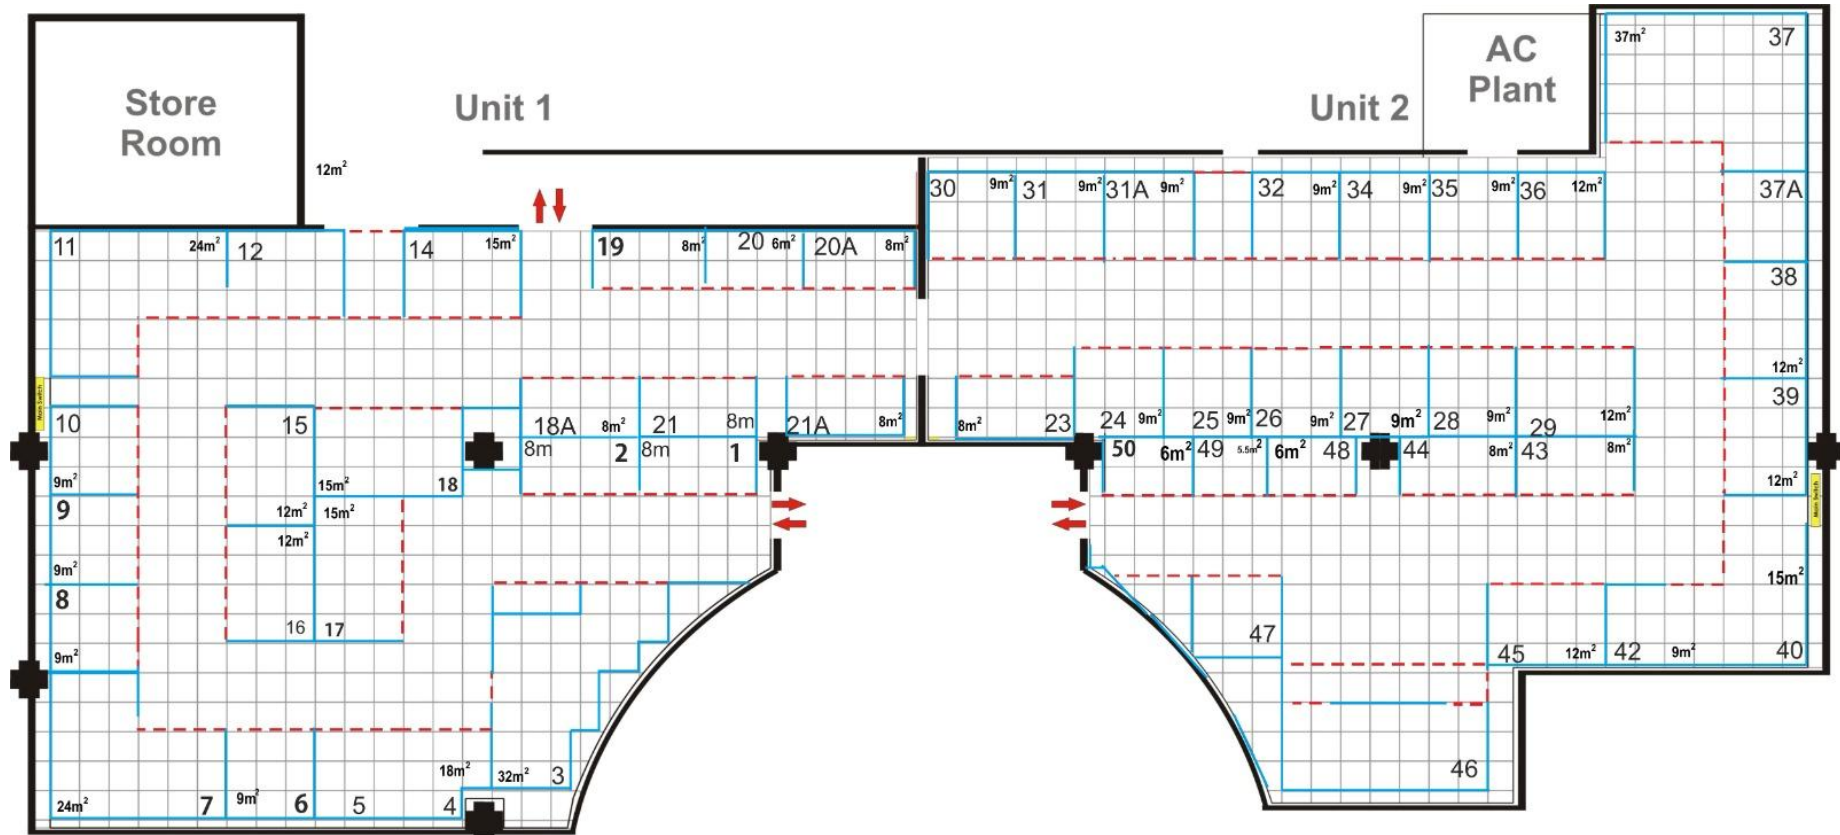 Store
Room
Unit 1
Unit 2
AC
Plant
37m²
37
12m²
30
9m²
31
9m²
31A
9m²
32
9m²
34
9m²
35
9m²
36
12m²
37A
11
24m²
12
14
15m²
19
8m²
20
6m²
20A
8m²
38
12m²
39
12m²
Main Switch
10
9m²
15
12m²
15m²
18
18A
8m²
21
8m
21A
8m²
8m²
23
24
9m²
25
9m²
26
9m²
27
9m²
28
9m²
29
12m²
8m
2
8m
1
50
6m²
49
5.5m²
6m²
48
44
8m²
43
8m²
Main Switch
9
9m²
12m²
15m²
8
9m²
16
17
47
15m²
45
12m²
42
9m²
40
24m²
7
9m²
6
5
18m²
4
32m²
3
46